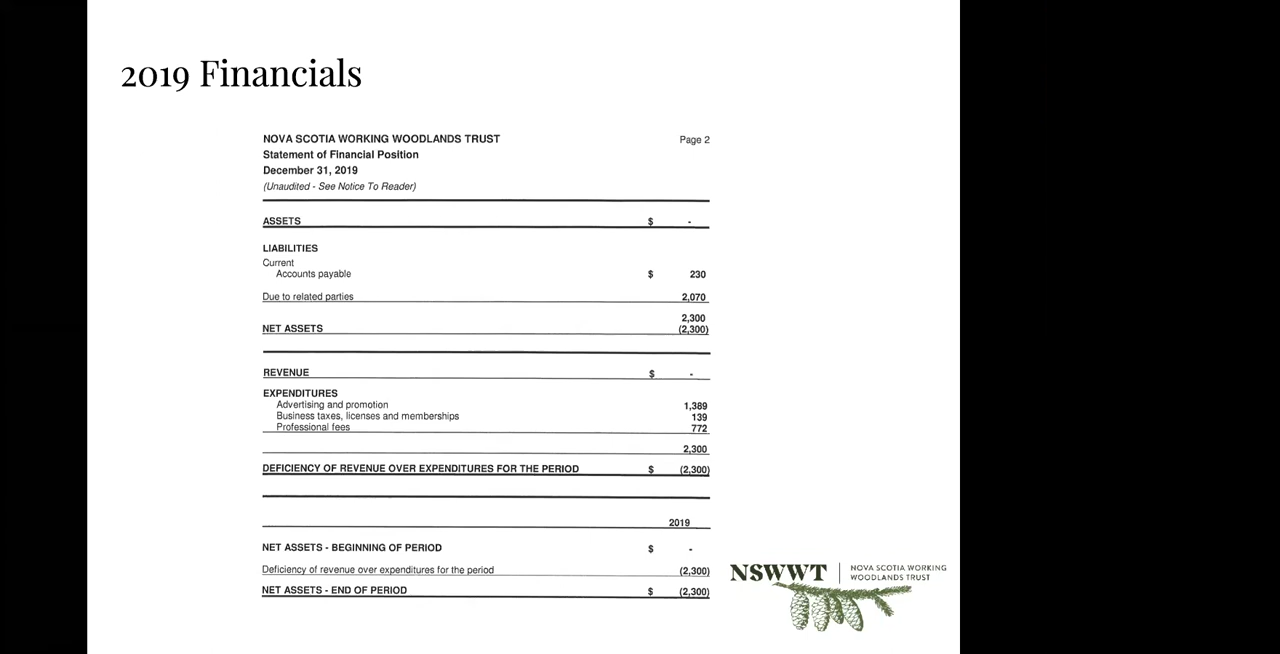 2019 Financials
NOVA SCOTIA WORKING WOODLANDS TRUST Page 2
Statement of Financial Position
December 31, 2019
(Unaudited - See Notice To Reader)
ASSETS $ -
LIABILITIES
Current
Accounts payable $ 230
Due to related parties 2,070
2,300
NET ASSETS (2,300)
REVENUE $ -
EXPENDITURES
Advertising and promotion 1,389
Business taxes, licenses and memberships 139
Professional fees 772
2,300
DEFICIENCY OF REVENUE OVER EXPENDITURES FOR THE PERIOD $ (2,300)
2019
NET ASSETS - BEGINNING OF PERIOD $ -
Deficiency of revenue over expenditures for the period (2,300)
NET ASSETS - END OF PERIOD $ (2,300)
NSWWT
NOVA SCOTIA WORKING
WOODLANDS TRUST